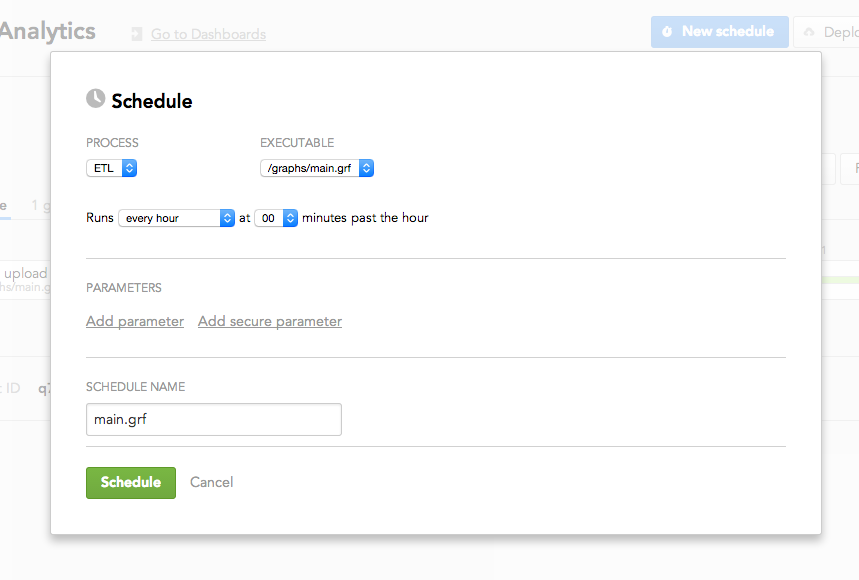 Analytics
Go to Dashboards
New schedule
Schedule
PROCESS
EXECUTABLE
ETL
/graphs/main.grf
Runs every hour at 00 minutes past the hour
upload
PARAMETERS
Add parameter Add secure parameter
ID
SCHEDULE NAME
main.grf
Schedule Cancel